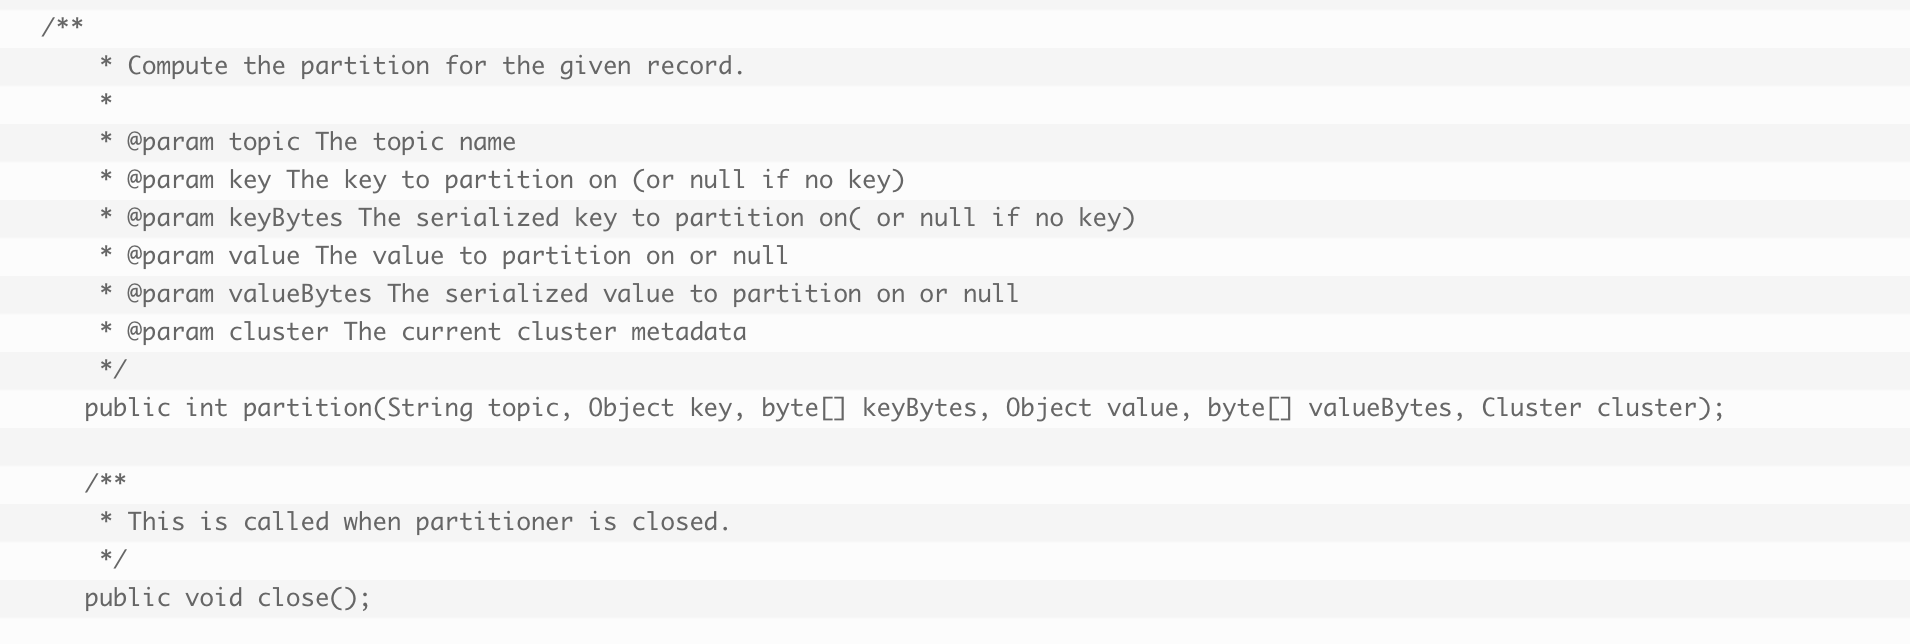 /**
     * Compute the partition for the given record.
     *
     * @param topic The topic name
     * @param key The key to partition on (or null if no key)
     * @param keyBytes The serialized key to partition on( or null if no key)
     * @param value The value to partition on or null
     * @param valueBytes The serialized value to partition on or null
     * @param cluster The current cluster metadata
     */
    public int partition(String topic, Object key, byte[] keyBytes, Object value, byte[] valueBytes, Cluster cluster);

    /**
     * This is called when partitioner is closed.
     */
    public void close();